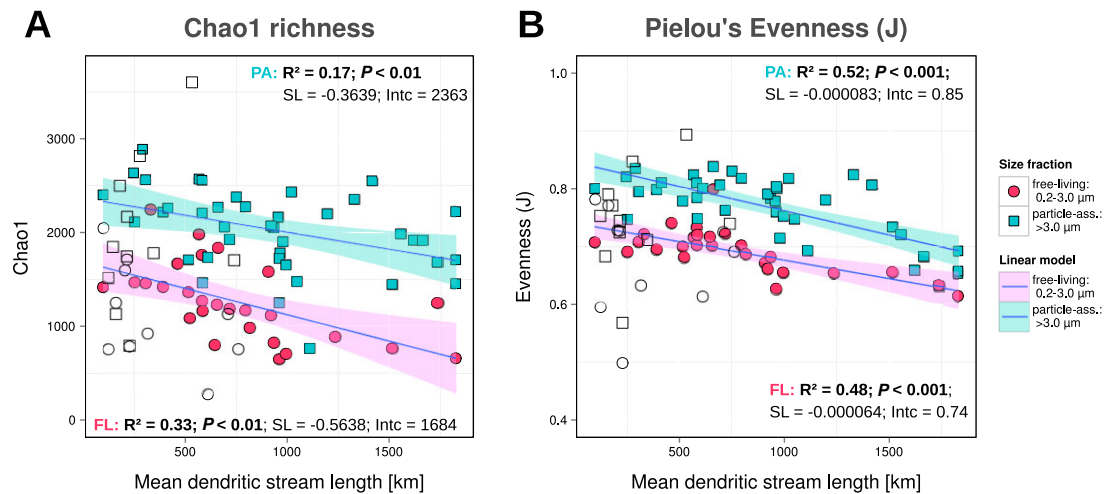 A
Chao1 richness
PA: R² = 0.17; P < 0.01
SL = -0.3639; Intc = 2363
3000
2000
1000
0
Chao1
FL: R² = 0.33; P < 0.01; SL = -0.5638; Intc = 1684
500
1000
1500
Mean dendritic stream length [km]
B
Pielou's Evenness (J)
PA: R² = 0.52; P < 0.001;
SL = -0.000083; Intc = 0.85
1.0
0.8
0.6
0.4
Evenness (J)
FL: R² = 0.48; P < 0.001;
SL = -0.000064; Intc = 0.74
500
1000
1500
Mean dendritic stream length [km]
Size fraction
free-living:
0.2-3.0 µm
particle-ass.:
>3.0 µm
Linear model
free-living:
0.2-3.0 µm
particle-ass.:
>3.0 µm